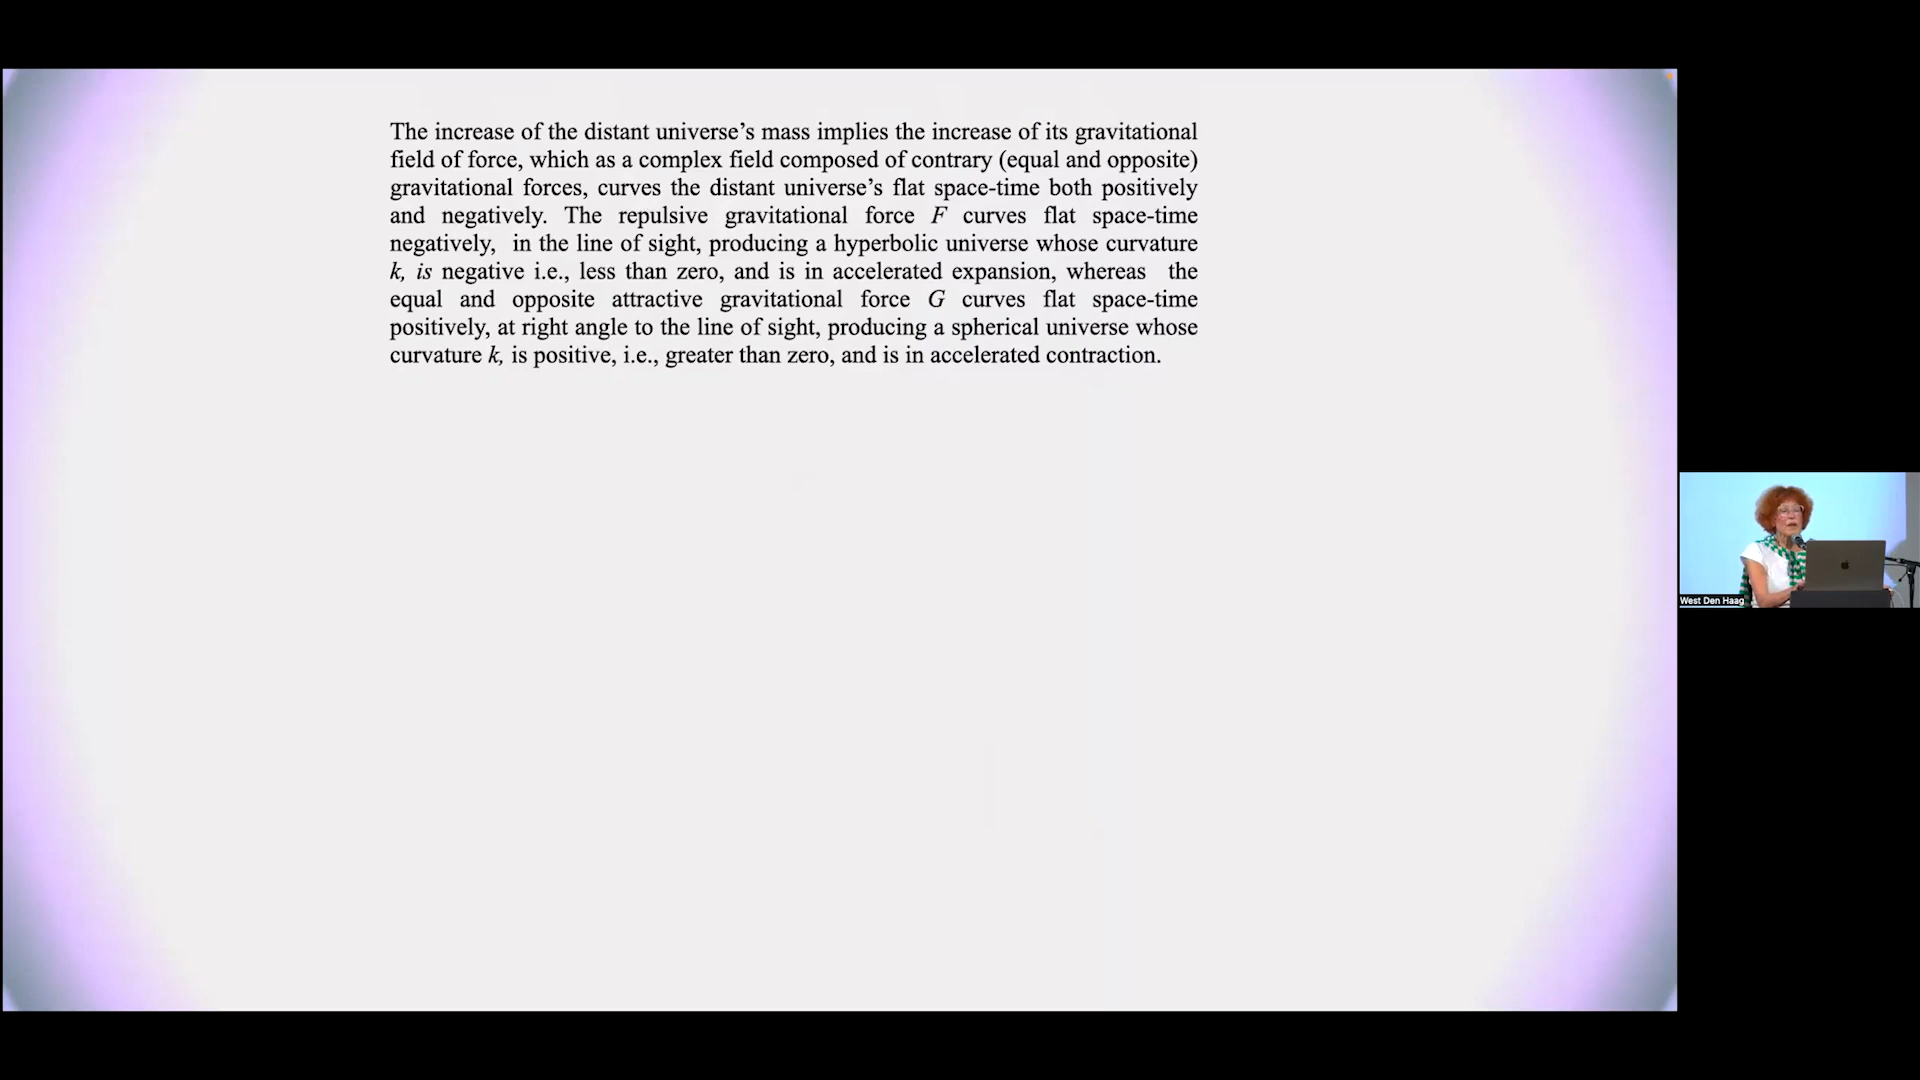 The increase of the distant universe’s mass implies the increase of its gravitational
field of force, which as a complex field composed of contrary (equal and opposite)
gravitational forces, curves the distant universe’s flat space-time both positively
and negatively. The repulsive gravitational force F curves flat space-time
negatively, in the line of sight, producing a hyperbolic universe whose curvature
k, is negative i.e., less than zero, and is in accelerated expansion, whereas the
equal and opposite attractive gravitational force G curves flat space-time
positively, at right angle to the line of sight, producing a spherical universe whose
curvature k, is positive, i.e., greater than zero, and is in accelerated contraction.
West Den Haag